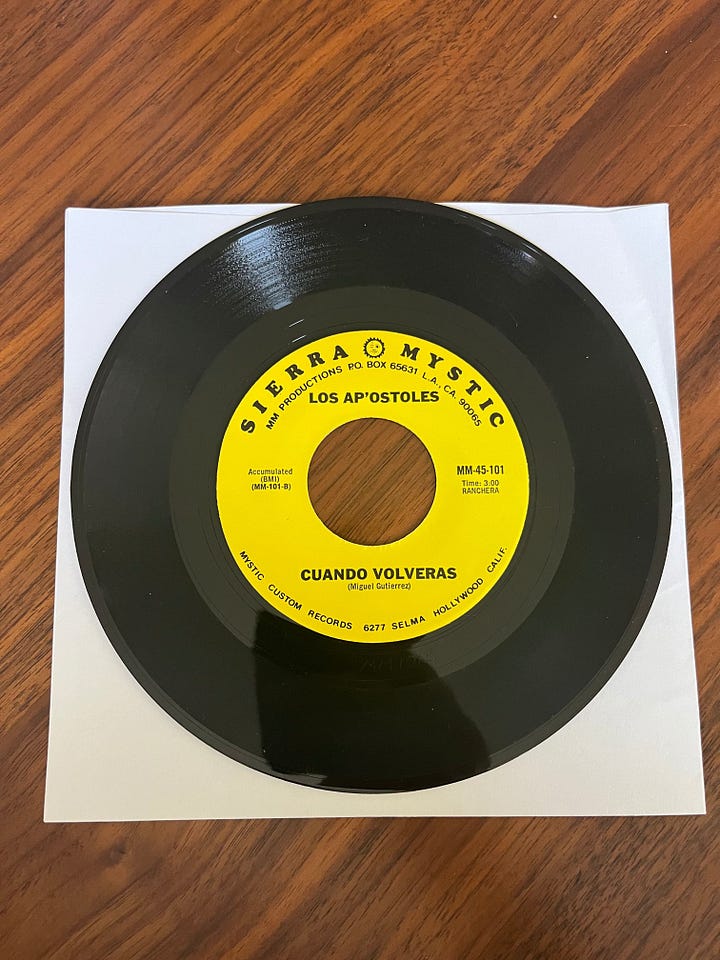 SIERRA MYSTIC
MM PRODUCTIONS P.O. BOX 65631 L.A., CA. 90065
LOS AP'OSTOLES
Accumulated
(BMI)
(MM-101-B)
MM-45-101
Time: 3:00
RANCHERA
CUANDO VOLVERAS
(Miguel Gutierrez)
MYSTIC CUSTOM RECORDS 6277 SELMA HOLLYWOOD CALIF.